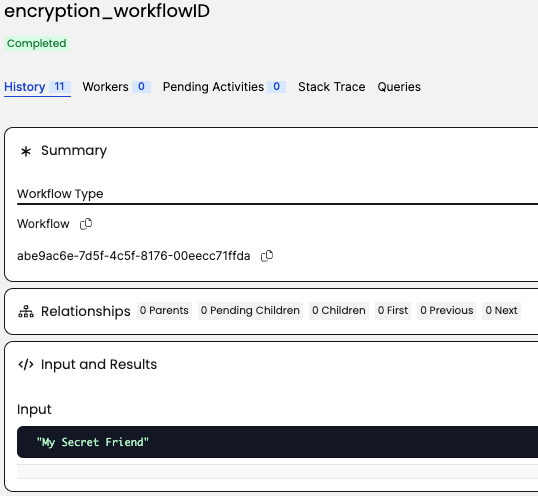 encryption_workflowID
Completed
History 11 Workers 0 Pending Activities 0 Stack Trace Queries
Summary
Workflow Type
Workflow
abe9ac6e-7d5f-4c5f-8176-00eecc71ffda
Relationships 0 Parents 0 Pending Children 0 Children 0 First 0 Previous 0 Next
</> Input and Results
Input
"My Secret Friend"